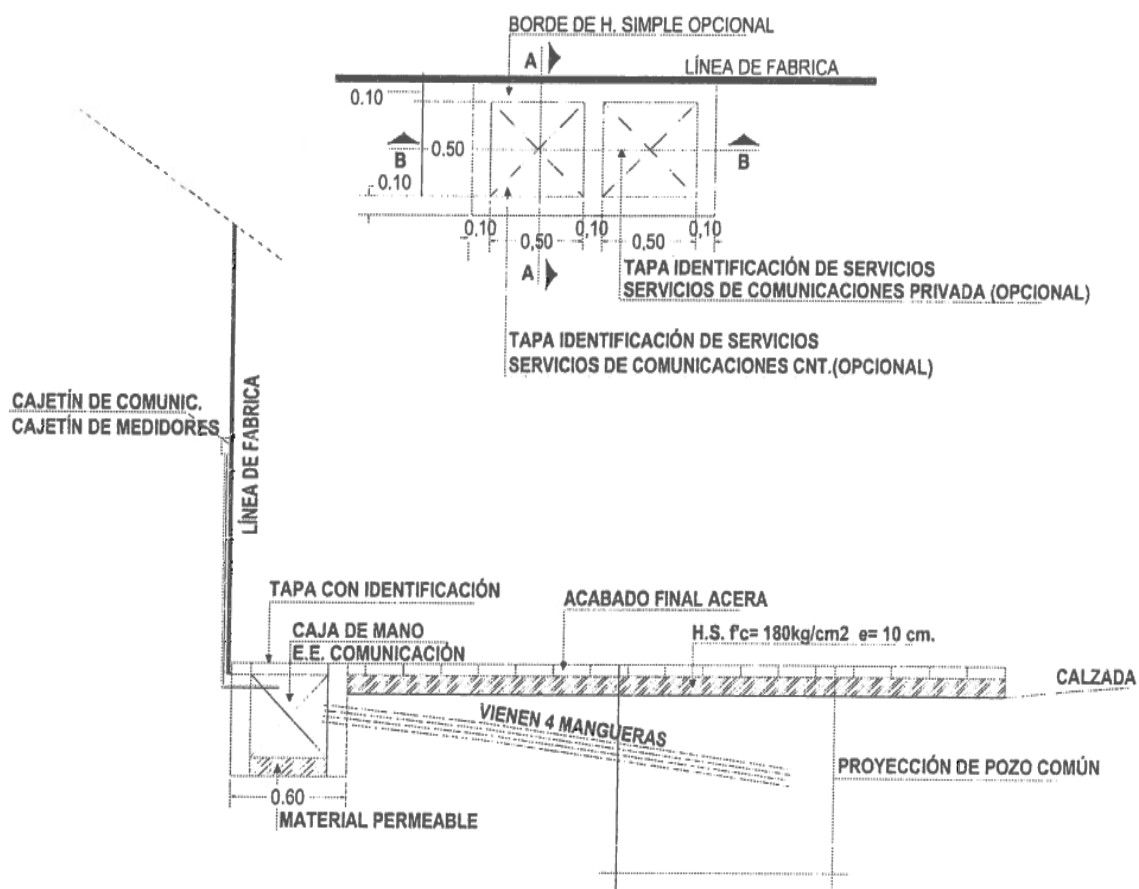 BORDE DE H. SIMPLE OPCIONAL
A
LÍNEA DE FABRICA
0.10
B
0.50
B
0.10
0,10
0,50
0,10
0,50
0,10
A
TAPA IDENTIFICACIÓN DE SERVICIOS
SERVICIOS DE COMUNICACIONES PRIVADA (OPCIONAL)
TAPA IDENTIFICACIÓN DE SERVICIOS
SERVICIOS DE COMUNICACIONES CNT.(OPCIONAL)
CAJETÍN DE COMUNIC.
CAJETÍN DE MEDIDORES
LÍNEA DE FABRICA
TAPA CON IDENTIFICACIÓN
ACABADO FINAL ACERA
CAJA DE MANO
E.E. COMUNICACIÓN
H.S. f'c= 180kg/cm2 e= 10 cm.
CALZADA
VIENEN 4 MANGUERAS
PROYECCIÓN DE POZO COMÚN
0.60
MATERIAL PERMEABLE